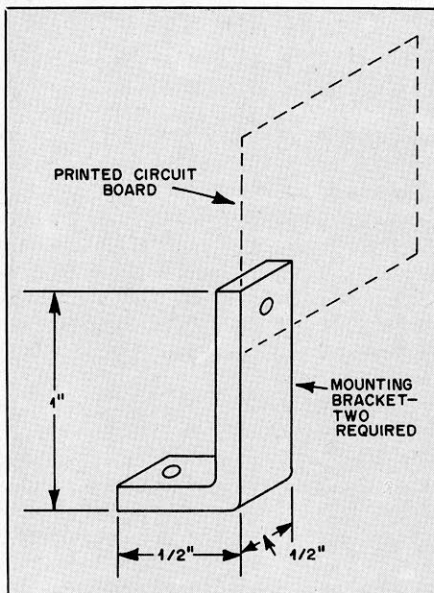 PRINTED CIRCUIT
BOARD
1"
MOUNTING
BRACKET-
TWO
REQUIRED
1/2"
1/2"